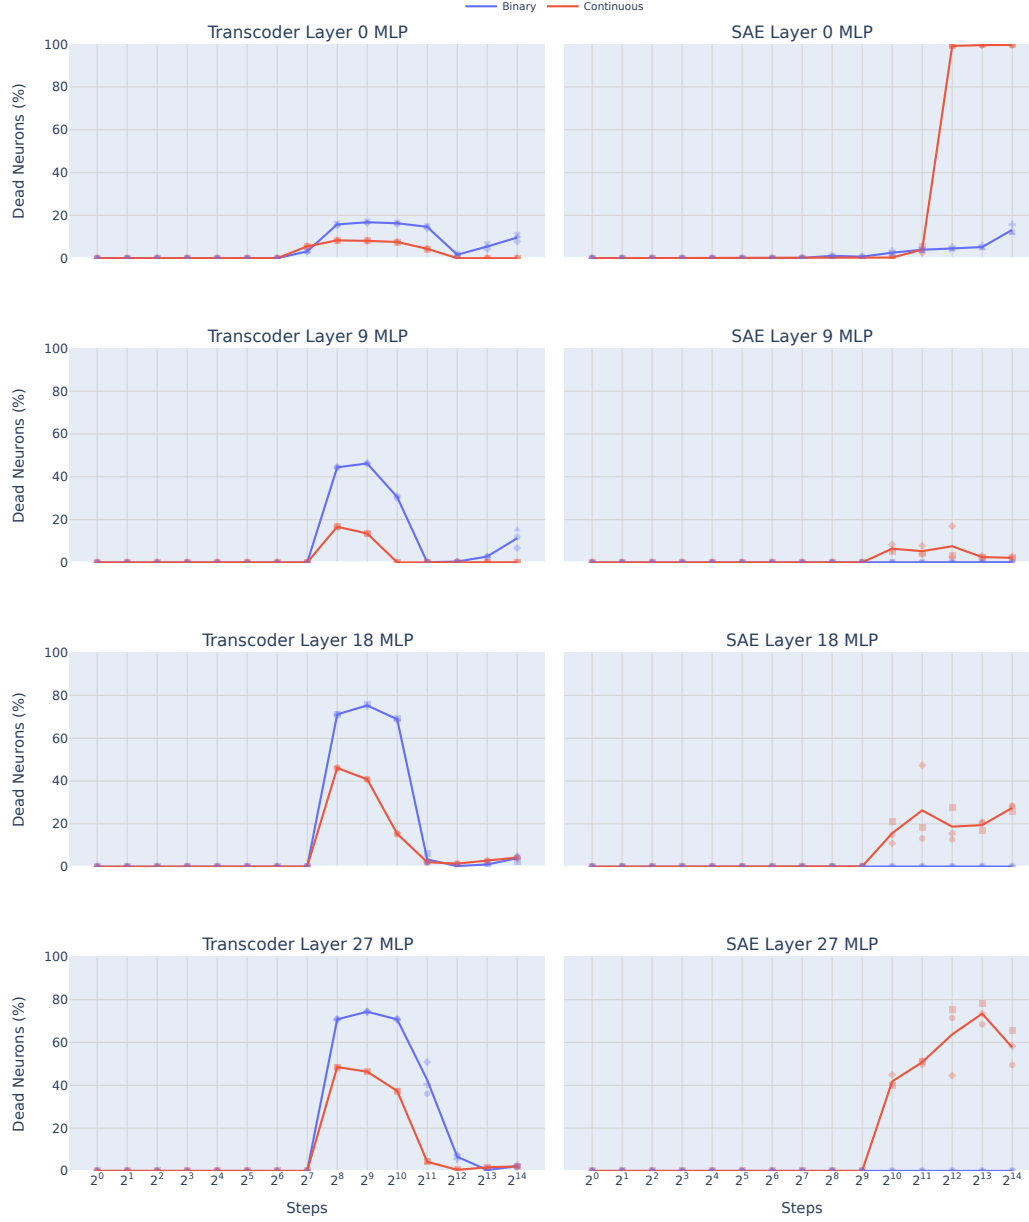 Binary Continuous
Transcoder Layer 0 MLP SAE Layer 0 MLP
Dead Neurons (%)
100
80
60
40
20
0
Transcoder Layer 9 MLP SAE Layer 9 MLP
Dead Neurons (%)
100
80
60
40
20
0
Transcoder Layer 18 MLP SAE Layer 18 MLP
Dead Neurons (%)
100
80
60
40
20
0
Transcoder Layer 27 MLP SAE Layer 27 MLP
Dead Neurons (%)
100
80
60
40
20
0
2⁰ 2¹ 2² 2³ 2⁴ 2⁵ 2⁶ 2⁷ 2⁸ 2⁹ 2¹⁰ 2¹¹ 2¹² 2¹³ 2¹⁴ 2⁰ 2¹ 2² 2³ 2⁴ 2⁵ 2⁶ 2⁷ 2⁸ 2⁹ 2¹⁰ 2¹¹ 2¹² 2¹³ 2¹⁴
Steps Steps